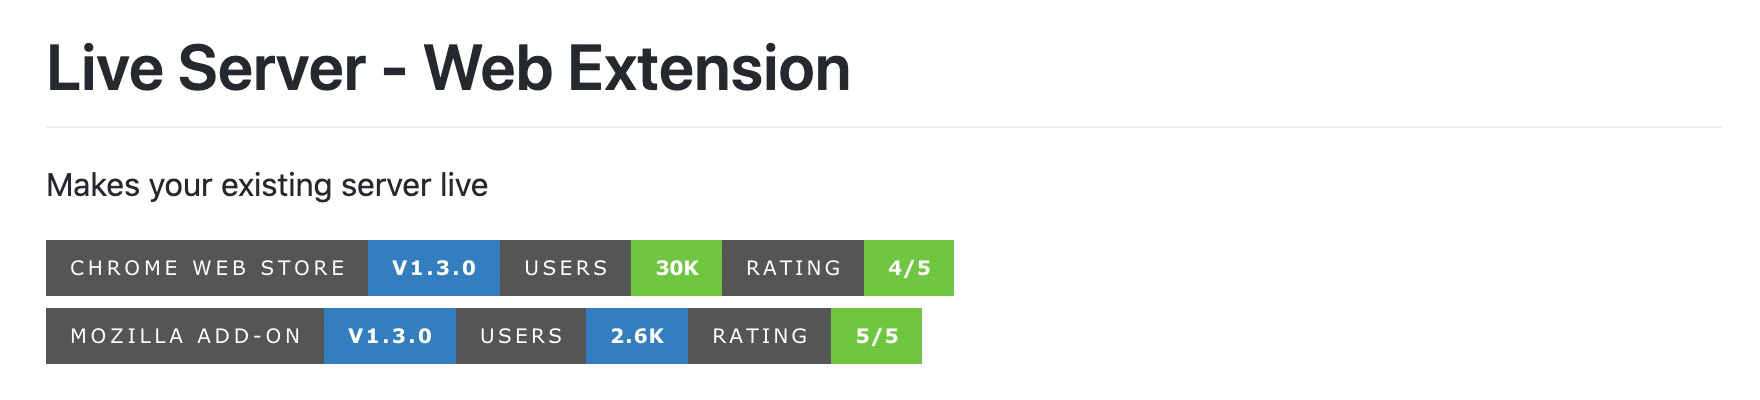 Live Server - Web Extension
Makes your existing server live
CHROME WEB STORE V1.3.0 USERS 30K RATING 4/5
MOZILLA ADD-ON V1.3.0 USERS 2.6K RATING 5/5